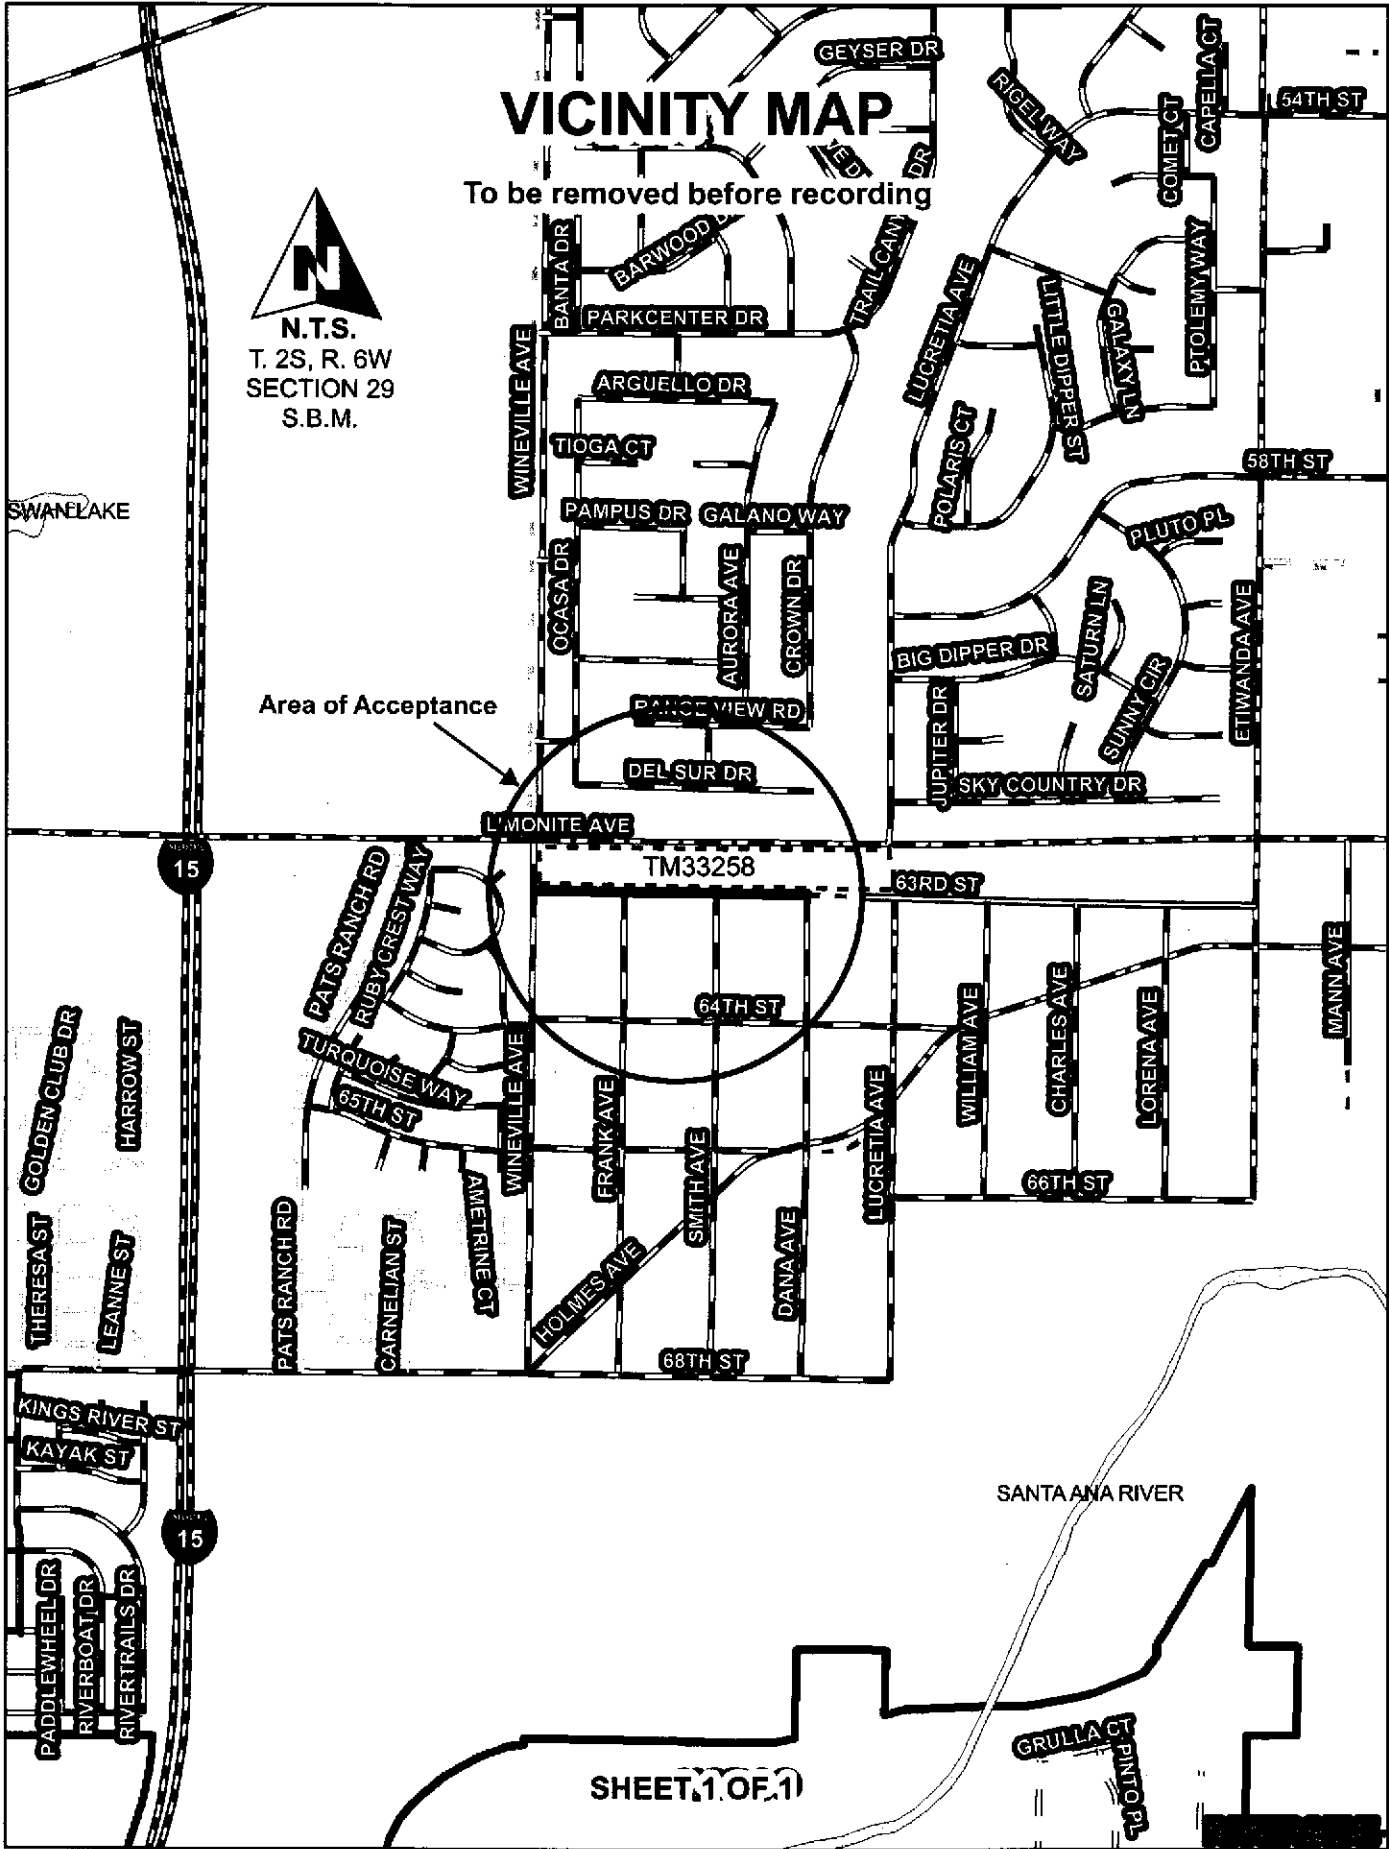 GEYSER DR
VICINITY MAP
To be removed before recording
RIGEL WAY
CAPELLA CT
54TH ST
COMET CT
N
N.T.S.
T. 2S, R. 6W
SECTION 29
S.B.M.
BANTA DR
BARWOOD
TRAIL
DR
LUCRETIA AVE
LITTLE DIPPER ST
GALAXY LN
PTOLEMY WAY
PARKCENTER DR
WINEVILLE AVE
ARGUELLO DR
TIOGA CT
POLARIS CT
58TH ST
SWAN LAKE
PAMPUS DR
GALANO WAY
PLUTO PL
OCASA DR
AURORA AVE
CROWN DR
BIG DIPPER DR
SATURN LN
SUNNY CIR
ETIWANDA AVE
Area of Acceptance
RANGE VIEW RD
JUPITER DR
DEL SUR DR
SKY COUNTRY DR
LIMONITE AVE
15
TM33258
63RD ST
PATS RANCH RD
RUBY CREST WAY
MANN AVE
64TH ST
GOLDEN CLUB DR
HARROW ST
TURQUOISE WAY
65TH ST
WINEVILLE AVE
FRANK AVE
SMITH AVE
LUCRETIA AVE
WILLIAM AVE
CHARLES AVE
LORENA AVE
66TH ST
THERESA ST
LEANNE ST
PATS RANCH RD
CARNELIAN ST
AMETRINE CT
HOLMES AVE
DANA AVE
68TH ST
KINGS RIVER ST
KAYAK ST
SANTA ANA RIVER
15
PADDLEWHEEL DR
RIVERBOAT DR
RIVERTRAILS DR
GRULLA CT
PINTO PL
SHEET 1 OF 1